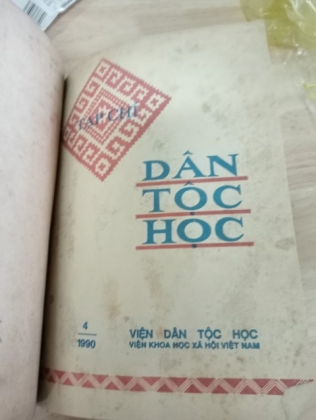 TẠP CHÍ
DÂN
TỘC
HỌC
4
1990
VIỆN DÂN TỘC HỌC
VIỆN KHOA HỌC XÃ HỘI VIỆT NAM